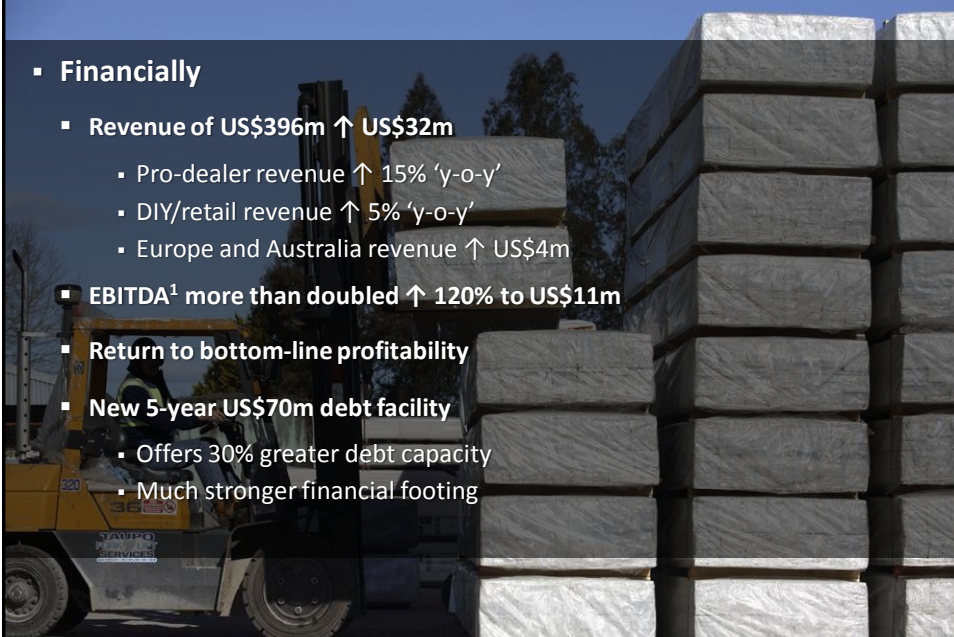 ▪ Financially
▪ Revenue of US$396m ↑ US$32m
▪ Pro-dealer revenue ↑ 15% ‘y-o-y’
▪ DIY/retail revenue ↑ 5% ‘y-o-y’
▪ Europe and Australia revenue ↑ US$4m
▪ EBITDA¹ more than doubled ↑ 120% to US$11m
▪ Return to bottom-line profitability
▪ New 5-year US$70m debt facility
▪ Offers 30% greater debt capacity
▪ Much stronger financial footing
320
TAUPO
SERVICES